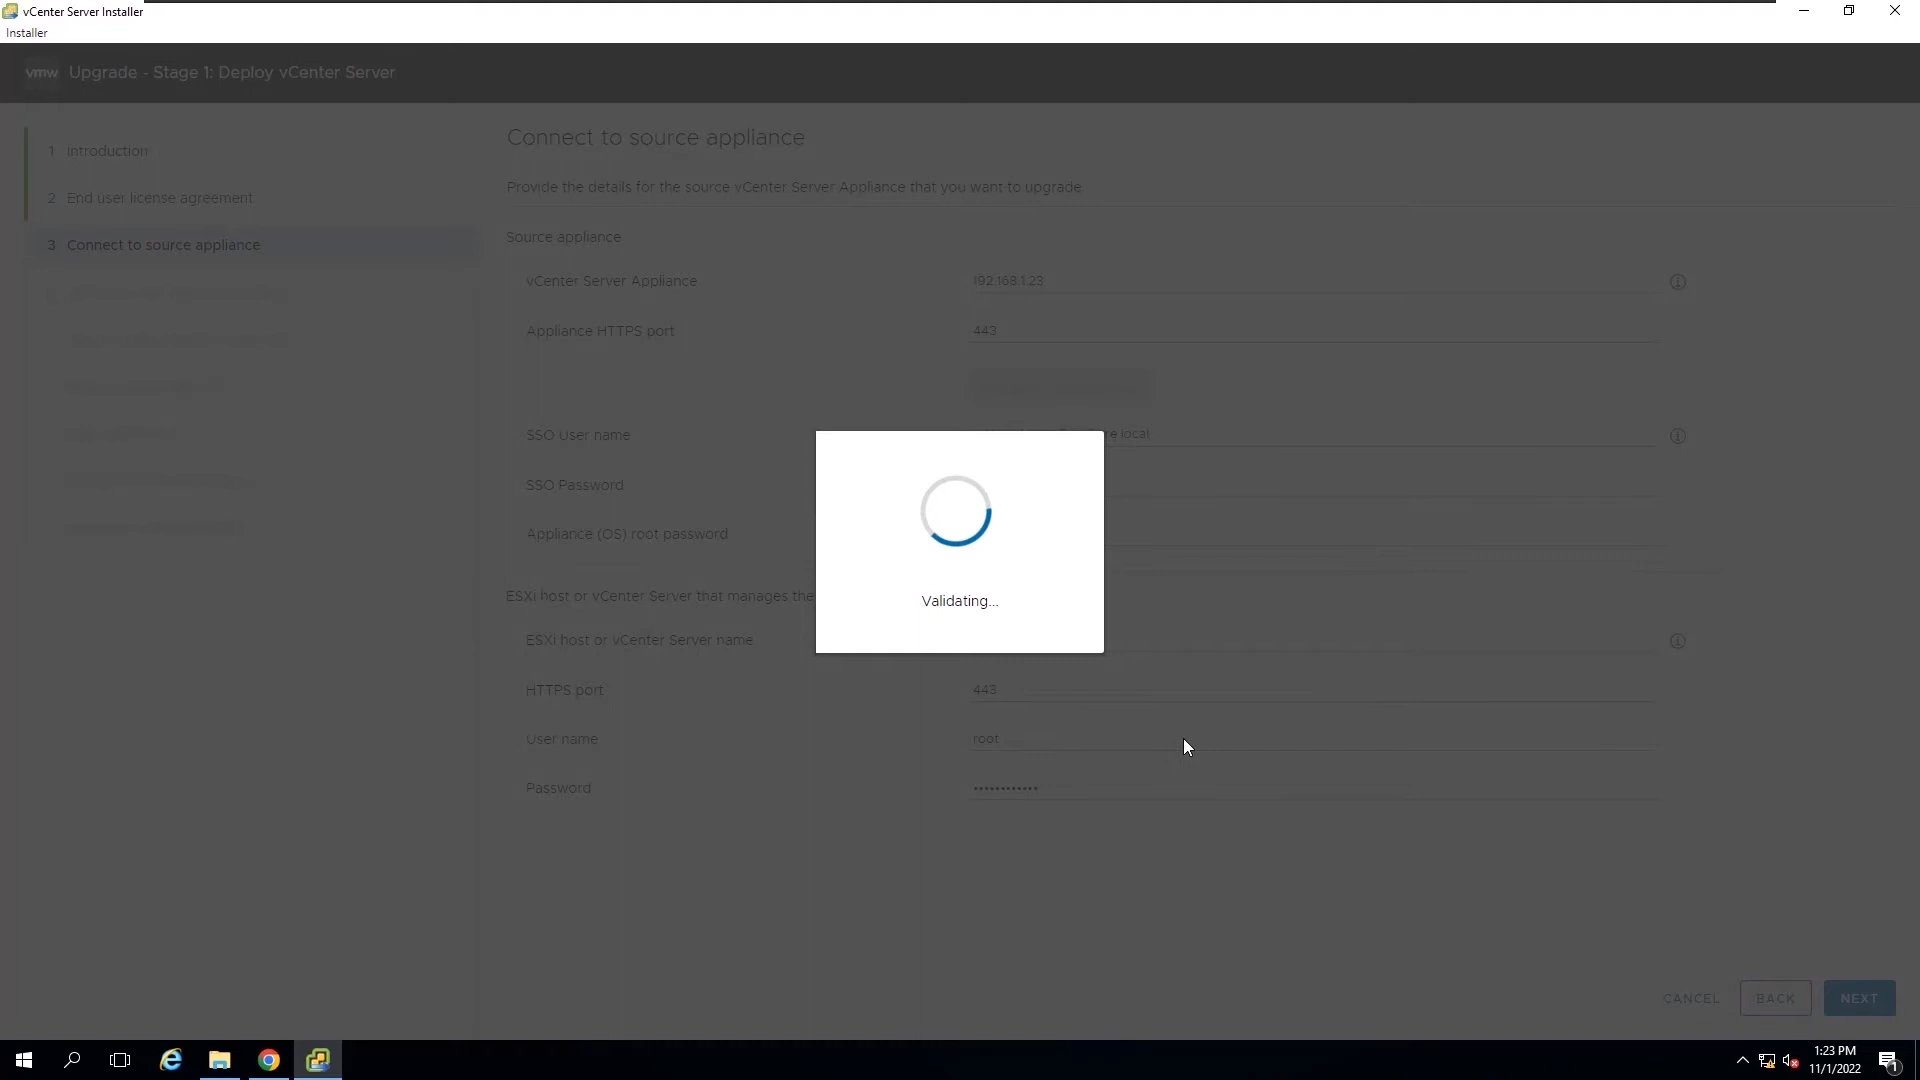 vCenter Server Installer
Installer
vmw Upgrade - Stage 1: Deploy vCenter Server
1 Introduction
2 End user license agreement
3 Connect to source appliance
Connect to source appliance
Provide the details for the source vCenter Server Appliance that you want to upgrade.
Source appliance
vCenter Server Appliance
192.168.1.23
Appliance HTTPS port
443
SSO User name
local
SSO Password
Appliance (OS) root password
ESXi host or vCenter Server that manages the
ESXi host or vCenter Server name
HTTPS port
443
User name
root
Password
Validating...
CANCEL
BACK
NEXT
1:23 PM
11/1/2022
1